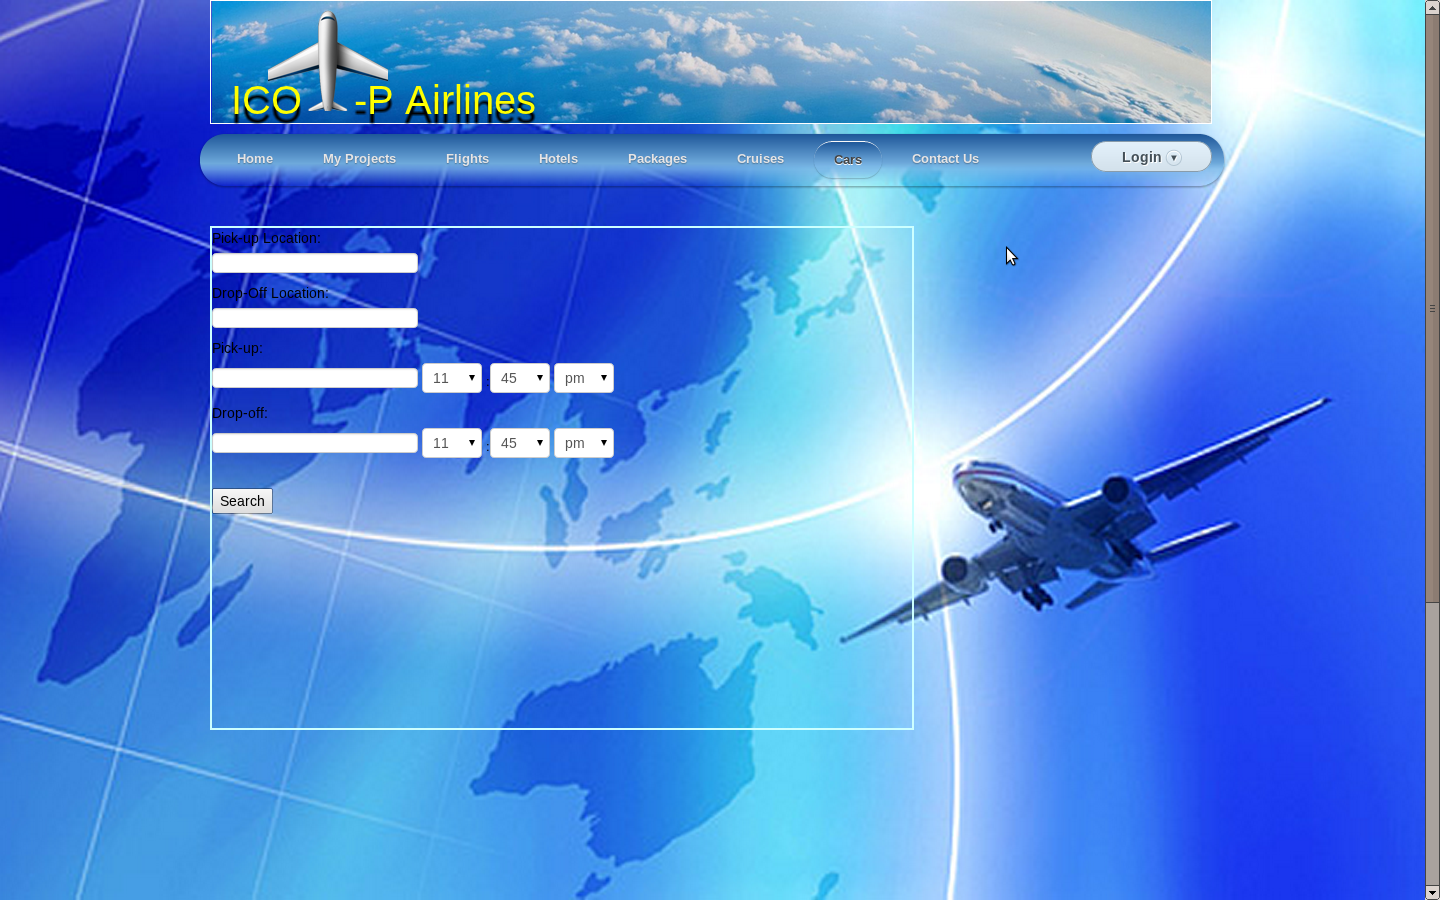 ICO -P Airlines
Home My Projects Flights Hotels Packages Cruises Cars Contact Us Login
Pick-up Location:
Drop-Off Location:
Pick-up:
11 : 45 pm
Drop-off:
11 : 45 pm
Search